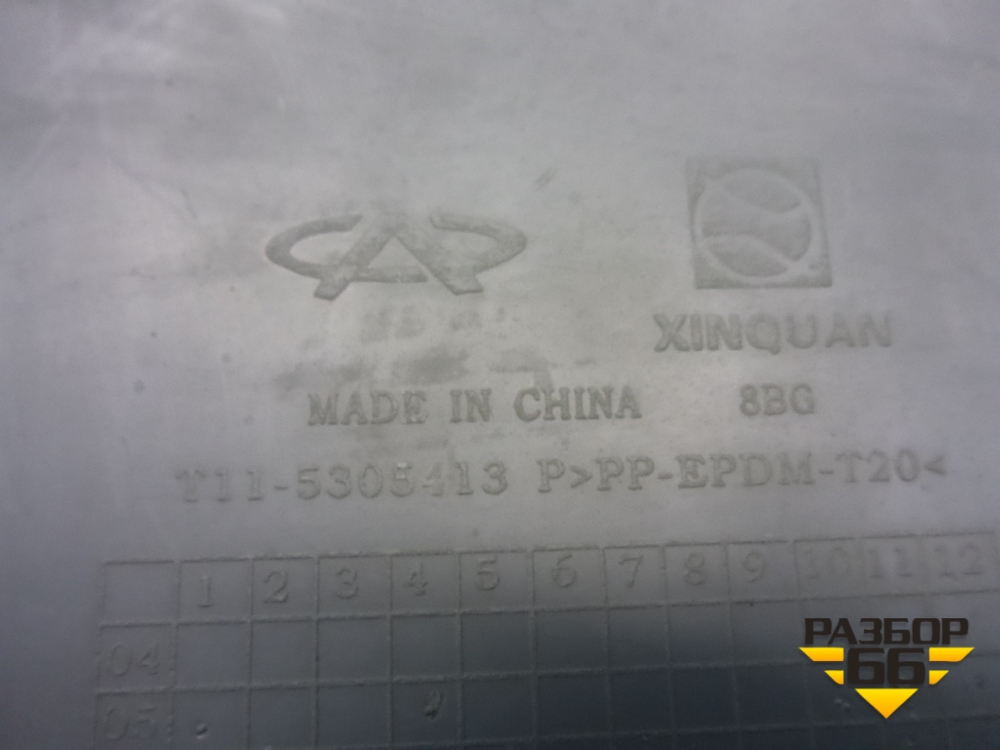 XINQUAN
MADE IN CHINA 8BG
T11-5305413 P>PP-EPDM-T20<
1 2 3 4 5 6 7 8 9 10 11 12
04
05
РАЗБОР
66